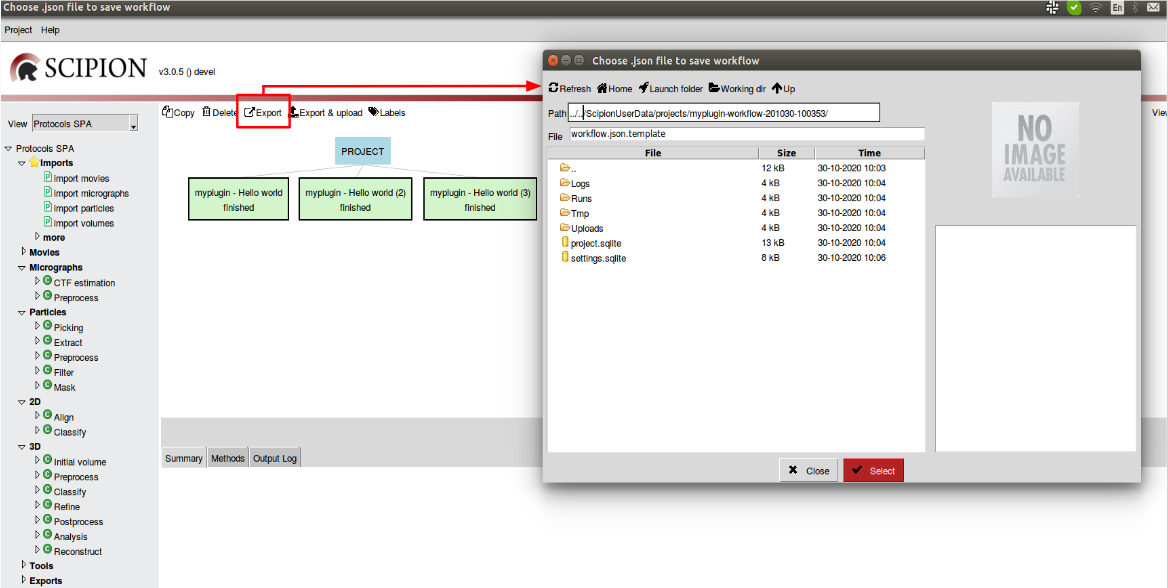 Choose .json file to save workflow
En
Project Help
SCIPION v3.0.5 () devel
View Protocols SPA
Protocols SPA
Imports
import movies
import micrographs
import particles
import volumes
more
Movies
Micrographs
CTF estimation
Preprocess
Particles
Picking
Extract
Preprocess
Filter
Mask
2D
Align
Classify
3D
Initial volume
Preprocess
Classify
Refine
Postprocess
Analysis
Reconstruct
Tools
Exports
Copy Delete Export Export & upload Labels
Vie
PROJECT
myplugin - Hello world
finished
myplugin - Hello world (2)
finished
myplugin - Hello world (3)
finished
Summary Methods Output Log
Choose .json file to save workflow
Refresh Home Launch folder Working dir Up
Path ../../ScipionUserData/projects/myplugin-workflow-201030-100353/
File workflow.json.template
File Size Time
.. 12 kB 30-10-2020 10:03
Logs 4 kB 30-10-2020 10:04
Runs 4 kB 30-10-2020 10:04
Tmp 4 kB 30-10-2020 10:04
Uploads 4 kB 30-10-2020 10:04
project.sqlite 13 kB 30-10-2020 10:04
settings.sqlite 8 kB 30-10-2020 10:06
NO
IMAGE
AVAILABLE
Close Select